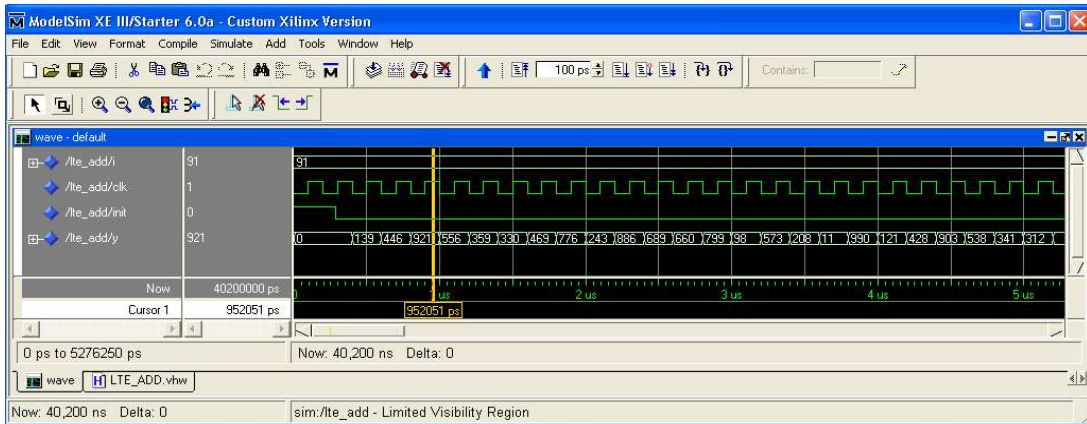 ModelSim XE III/Starter 6.0a - Custom Xilinx Version
File Edit View Format Compile Simulate Add Tools Window Help
100 ps
Contains:
wave - default
/lte_add/i 91 91
/lte_add/clk 1
/lte_add/init 0
/lte_add/y 921 0 139 446 921 556 359 330 469 776 243 886 689 660 799 98 573 208 11 990 121 428 903 538 341 312
Now 40200000 ps 0 us 2 us 3 us 4 us 5 us
Cursor 1 952051 ps 952051 ps
0 ps to 5276250 ps Now: 40,200 ns Delta: 0
wave LTE_ADD.vhw
Now: 40,200 ns Delta: 0 sim:/lte_add - Limited Visibility Region